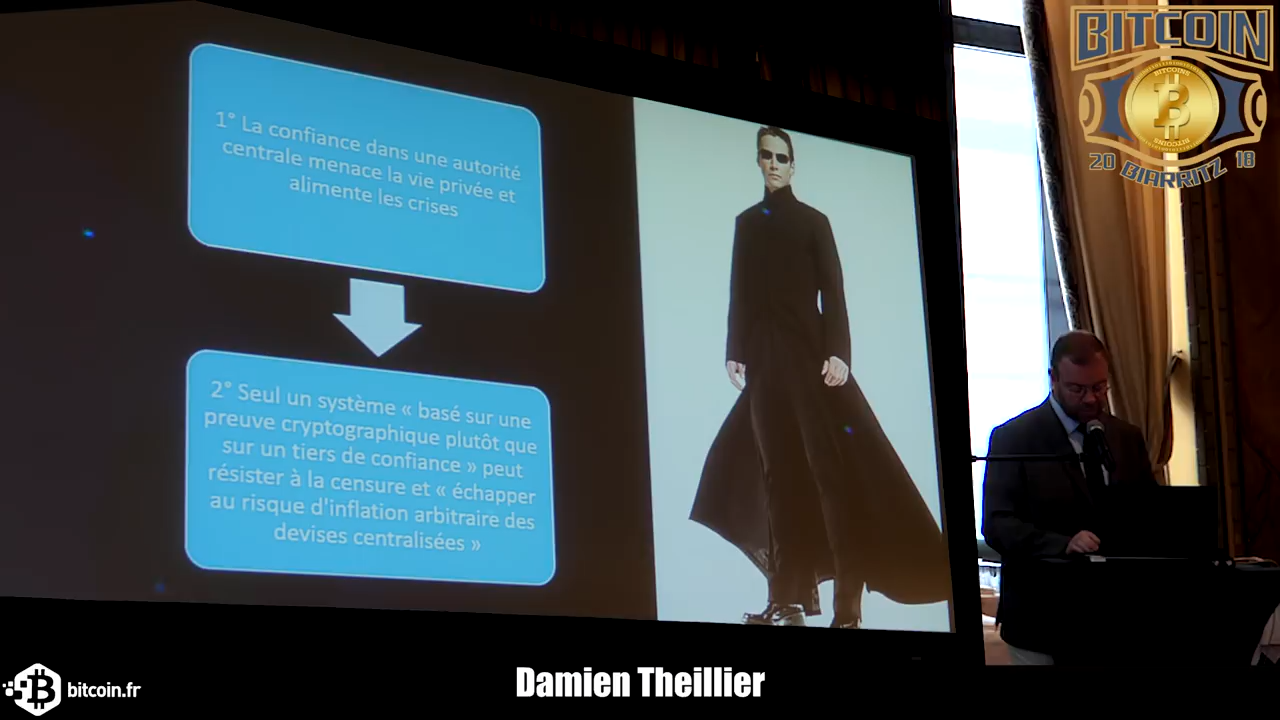 1° La confiance dans une autorité
centrale menace la vie privée et
alimente les crises
2° Seul un système « basé sur une
preuve cryptographique plutôt que
sur un tiers de confiance » peut
résister à la censure et « échapper
au risque d'inflation arbitraire des
devises centralisées »
BITCOIN
BITCOINS
B
BITCOINS
20 BIARRITZ 18
bitcoin.fr
Damien Theillier